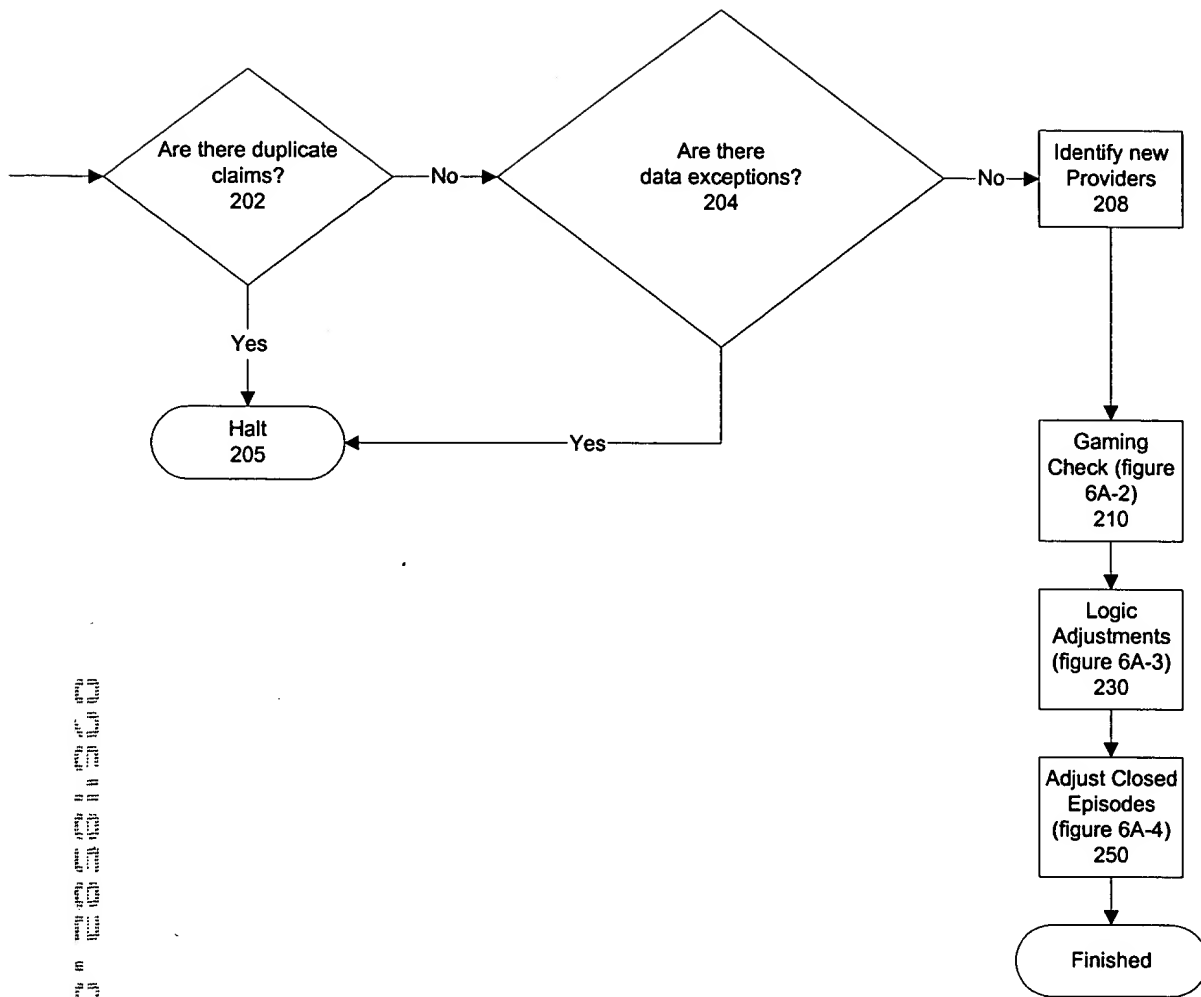 Are there duplicate
claims?
202
No
Are there
data exceptions?
204
No
Identify new
Providers
208
Yes
Halt
205
Yes
Gaming
Check (figure
6A-2)
210
Logic
Adjustments
(figure 6A-3)
230
Adjust Closed
Episodes
(figure 6A-4)
250
Finished